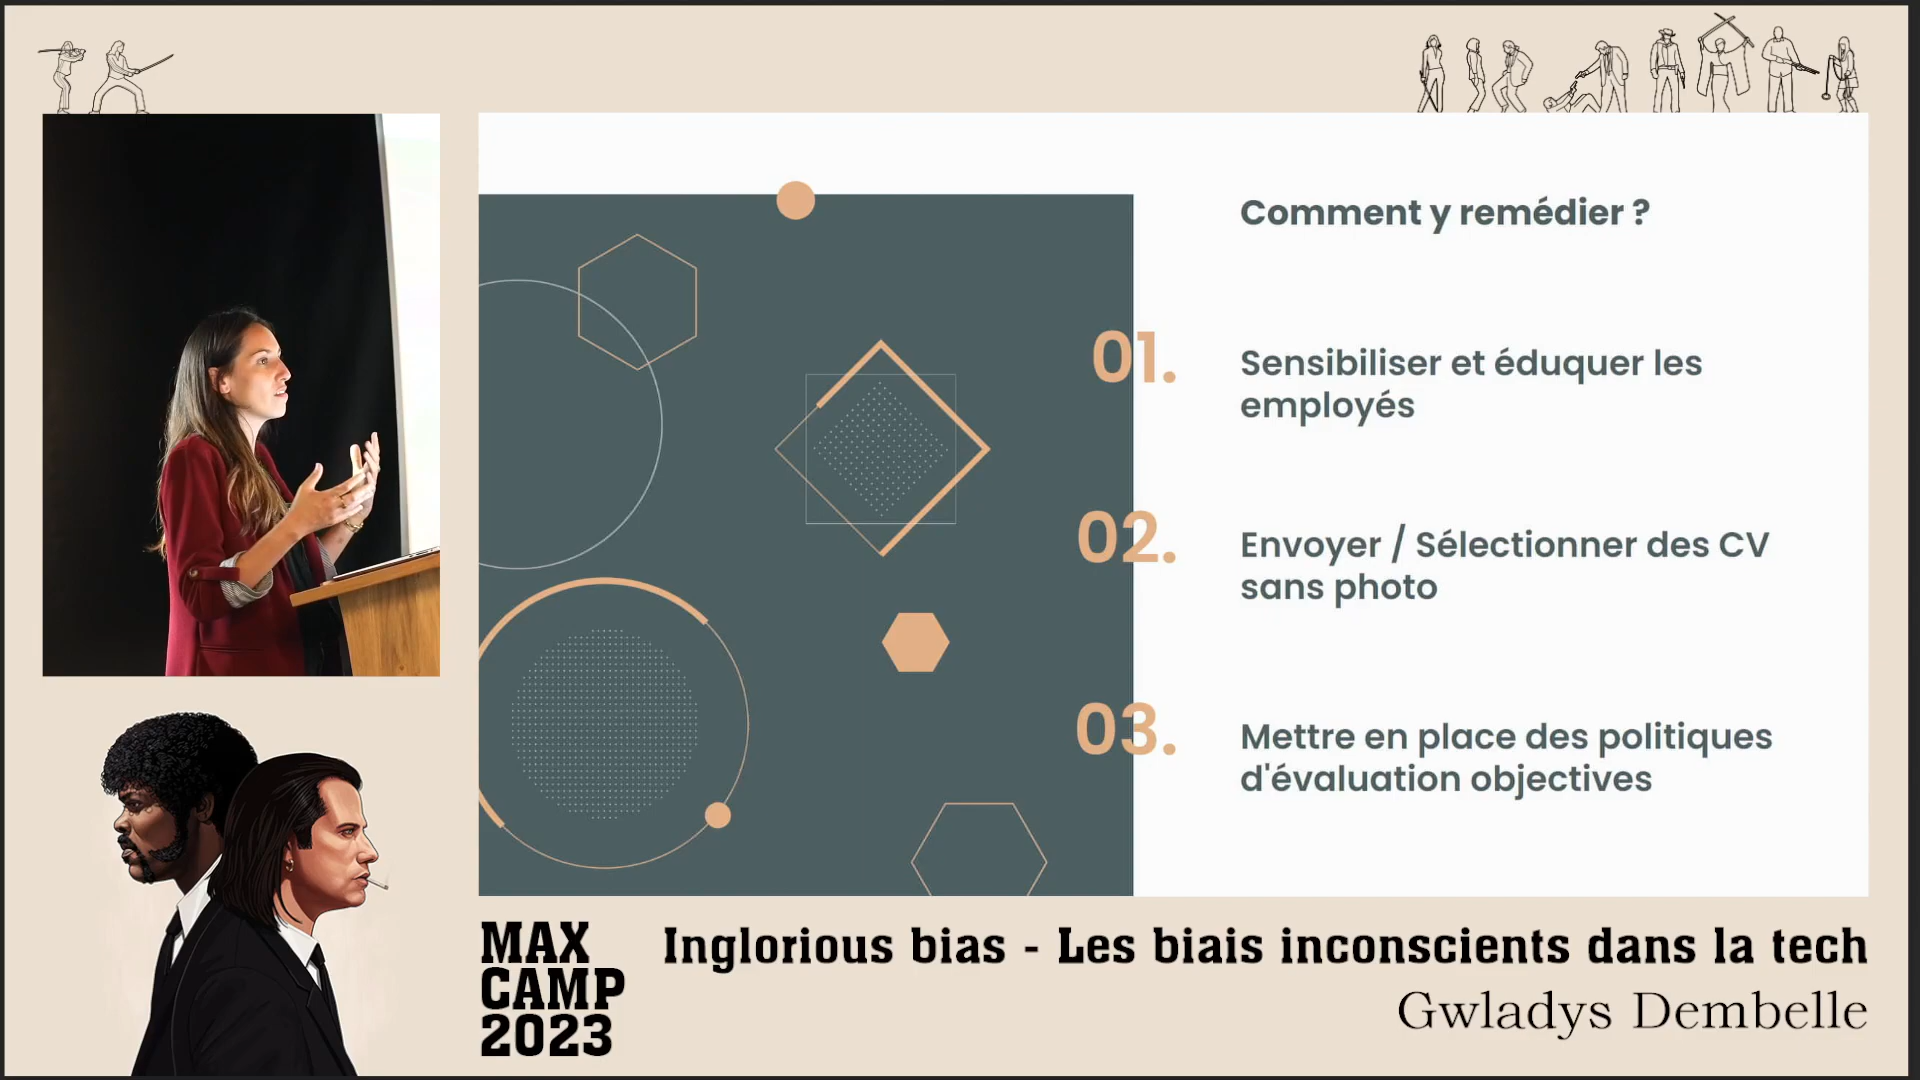 Comment y remédier ?
01.
Sensibiliser et éduquer les
employés
02.
Envoyer / Sélectionner des CV
sans photo
03.
Mettre en place des politiques
d'évaluation objectives
MAX
CAMP
2023
Inglorious bias - Les biais inconscients dans la tech
Gwladys Dembelle